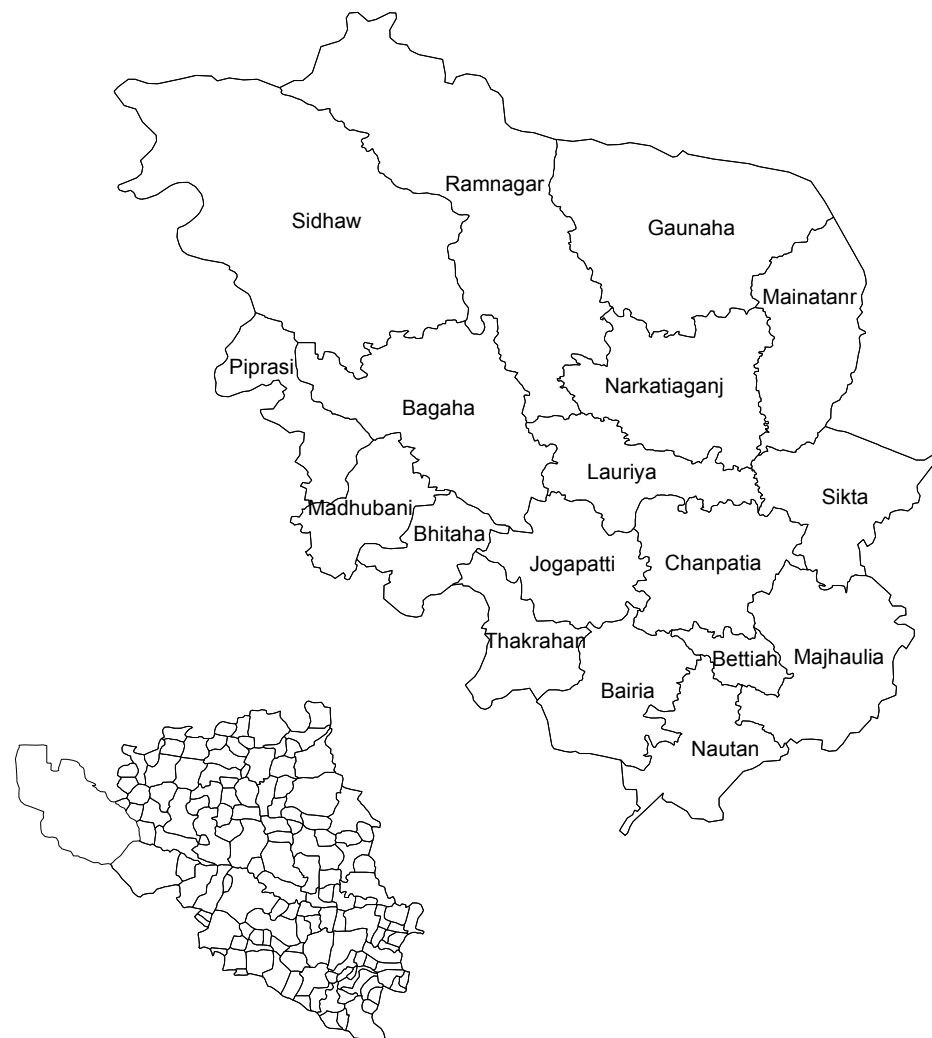 Ramnagar
Sidhaw
Gaunaha
Mainatanr
Piprasi
Narkatiaganj
Bagaha
Lauriya
Sikta
Madhubani
Bhitaha
Jogapatti
Chanpatia
Thakrahan
Bettiah
Majhaulia
Bairia
Nautan